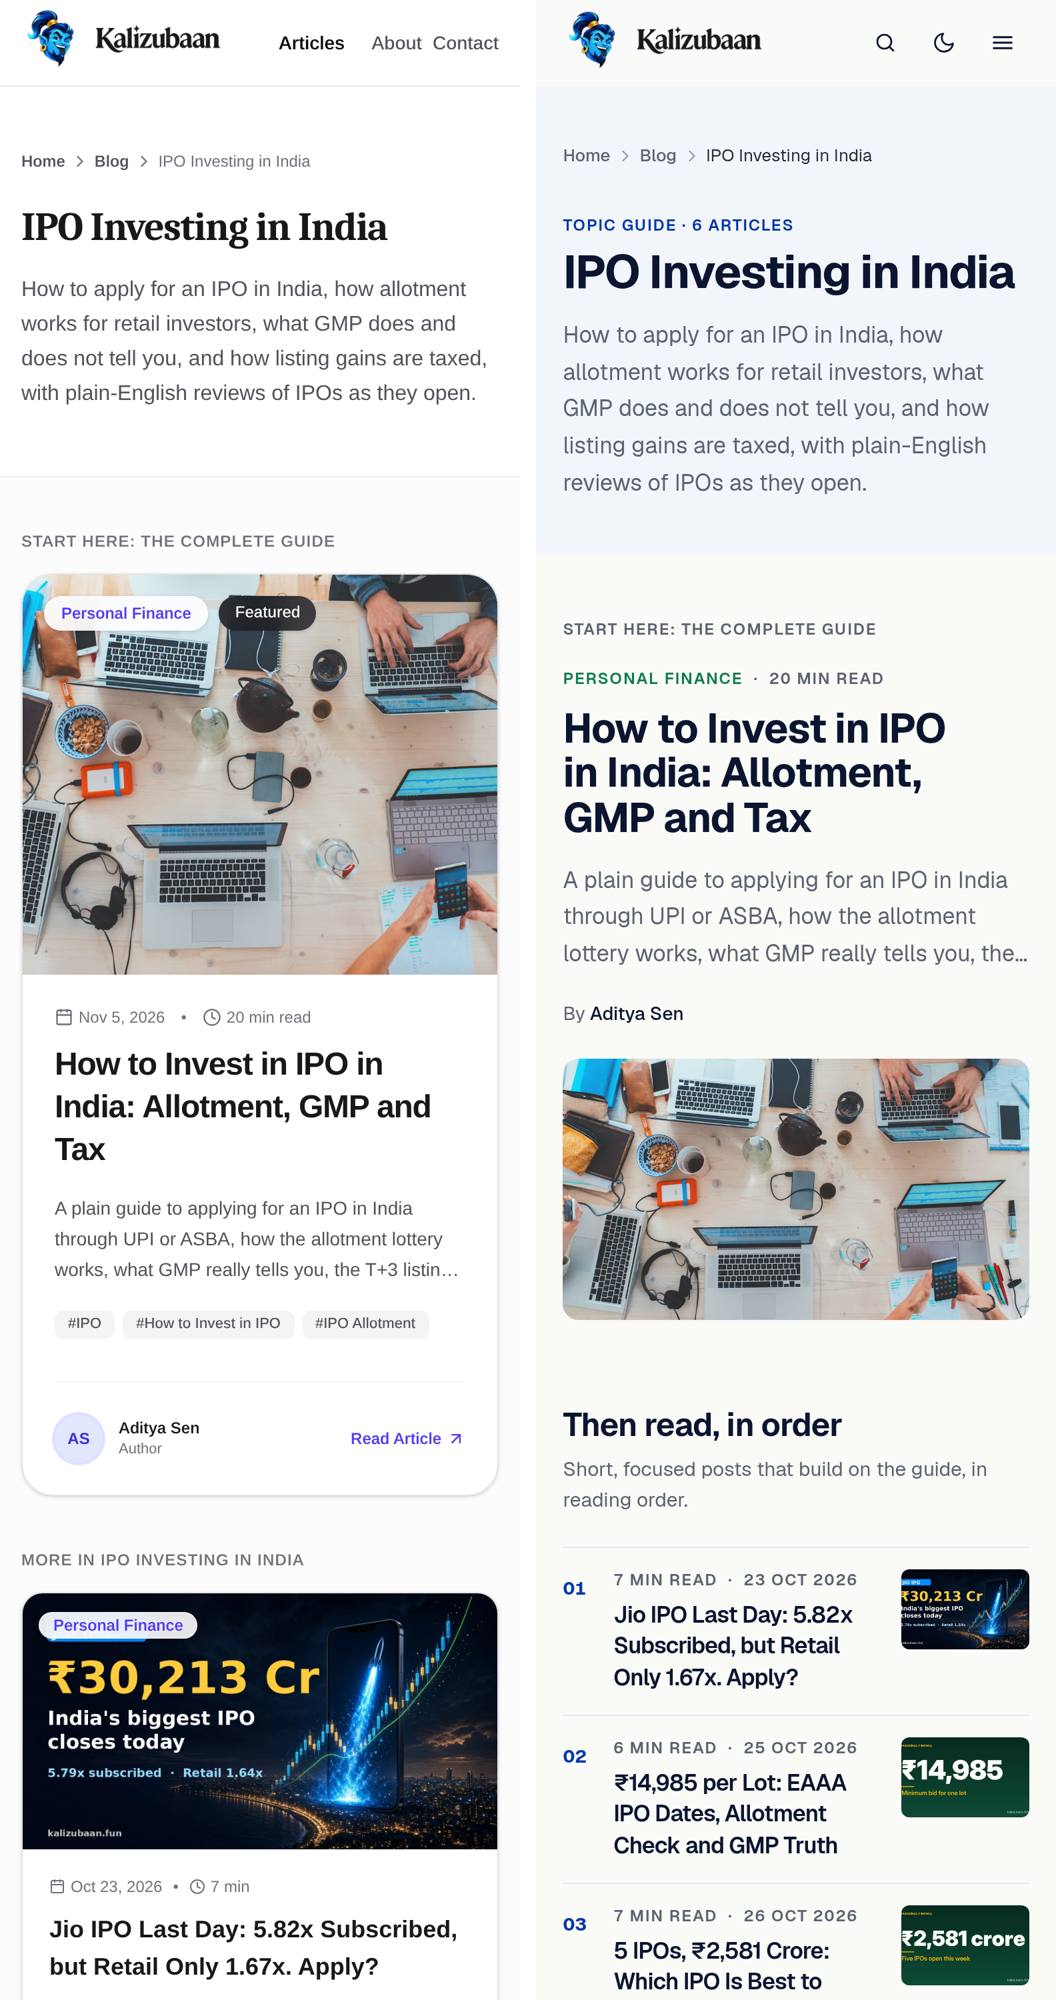 Kalizubaan
Articles About Contact
Home > Blog > IPO Investing in India
IPO Investing in India
How to apply for an IPO in India, how allotment
works for retail investors, what GMP does and
does not tell you, and how listing gains are taxed,
with plain-English reviews of IPOs as they open.
START HERE: THE COMPLETE GUIDE
Personal Finance Featured
Nov 5, 2026 • 20 min read
How to Invest in IPO in
India: Allotment, GMP and
Tax
A plain guide to applying for an IPO in India
through UPI or ASBA, how the allotment lottery
works, what GMP really tells you, the T+3 listin...
#IPO #How to Invest in IPO #IPO Allotment
AS
Aditya Sen
Author
Read Article
MORE IN IPO INVESTING IN INDIA
Personal Finance
₹30,213 Cr
India's biggest IPO
closes today
5.79x subscribed · Retail 1.64x
kalizubaan.fun
Oct 23, 2026 • 7 min
Jio IPO Last Day: 5.82x Subscribed,
but Retail Only 1.67x. Apply?
Kalizubaan
Home > Blog > IPO Investing in India
TOPIC GUIDE · 6 ARTICLES
IPO Investing in India
How to apply for an IPO in India, how
allotment works for retail investors, what
GMP does and does not tell you, and how
listing gains are taxed, with plain-English
reviews of IPOs as they open.
START HERE: THE COMPLETE GUIDE
PERSONAL FINANCE · 20 MIN READ
How to Invest in IPO
in India: Allotment,
GMP and Tax
A plain guide to applying for an IPO in India
through UPI or ASBA, how the allotment
lottery works, what GMP really tells you, the...
By Aditya Sen
Then read, in order
Short, focused posts that build on the guide, in
reading order.
01
7 MIN READ · 23 OCT 2026
Jio IPO Last Day: 5.82x
Subscribed, but Retail
Only 1.67x. Apply?
₹30,213 Cr
India's biggest IPO
closes today
02
6 MIN READ · 25 OCT 2026
₹14,985 per Lot: EAAA
IPO Dates, Allotment
Check and GMP Truth
₹14,985
Minimum bid for one lot
03
7 MIN READ · 26 OCT 2026
5 IPOs, ₹2,581 Crore:
Which IPO Is Best to
₹2,581 crore
Five IPOs open this week